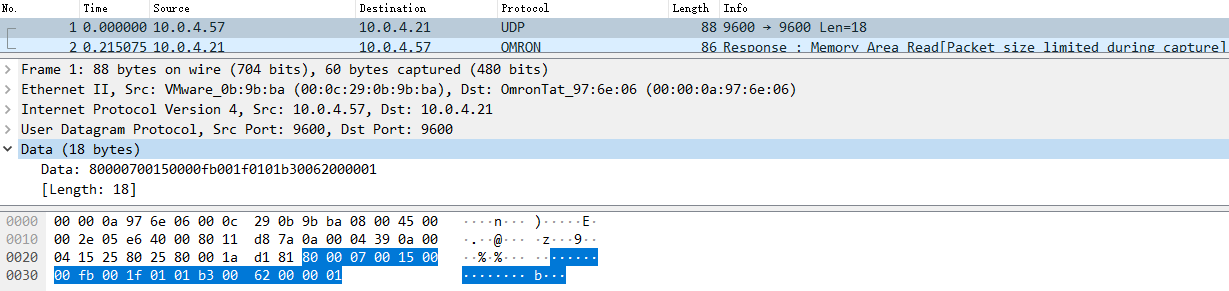 No. Time Source Destination Protocol Length Info
1 0.000000 10.0.4.57 10.0.4.21 UDP 88 9600 → 9600 Len=18
2 0.215075 10.0.4.21 10.0.4.57 OMRON 86 Response : Memory Area Read[Packet size limited during capture]
Frame 1: 88 bytes on wire (704 bits), 60 bytes captured (480 bits)
Ethernet II, Src: VMware_0b:9b:ba (00:0c:29:0b:9b:ba), Dst: OmronTat_97:6e:06 (00:00:0a:97:6e:06)
Internet Protocol Version 4, Src: 10.0.4.57, Dst: 10.0.4.21
User Datagram Protocol, Src Port: 9600, Dst Port: 9600
Data (18 bytes)
Data: 80000700150000fb001f0101b30062000001
[Length: 18]
0000 00 00 0a 97 6e 06 00 0c 29 0b 9b ba 08 00 45 00 ····n··· )·····E·
0010 00 2e 05 e6 40 00 80 11 d8 7a 0a 00 04 39 0a 00 ·.··@··· ·z···9··
0020 04 15 25 80 25 80 00 1a d1 81 80 00 07 00 15 00 ··%·%··· ········
0030 00 fb 00 1f 01 01 b3 00 62 00 00 01 ········ b···